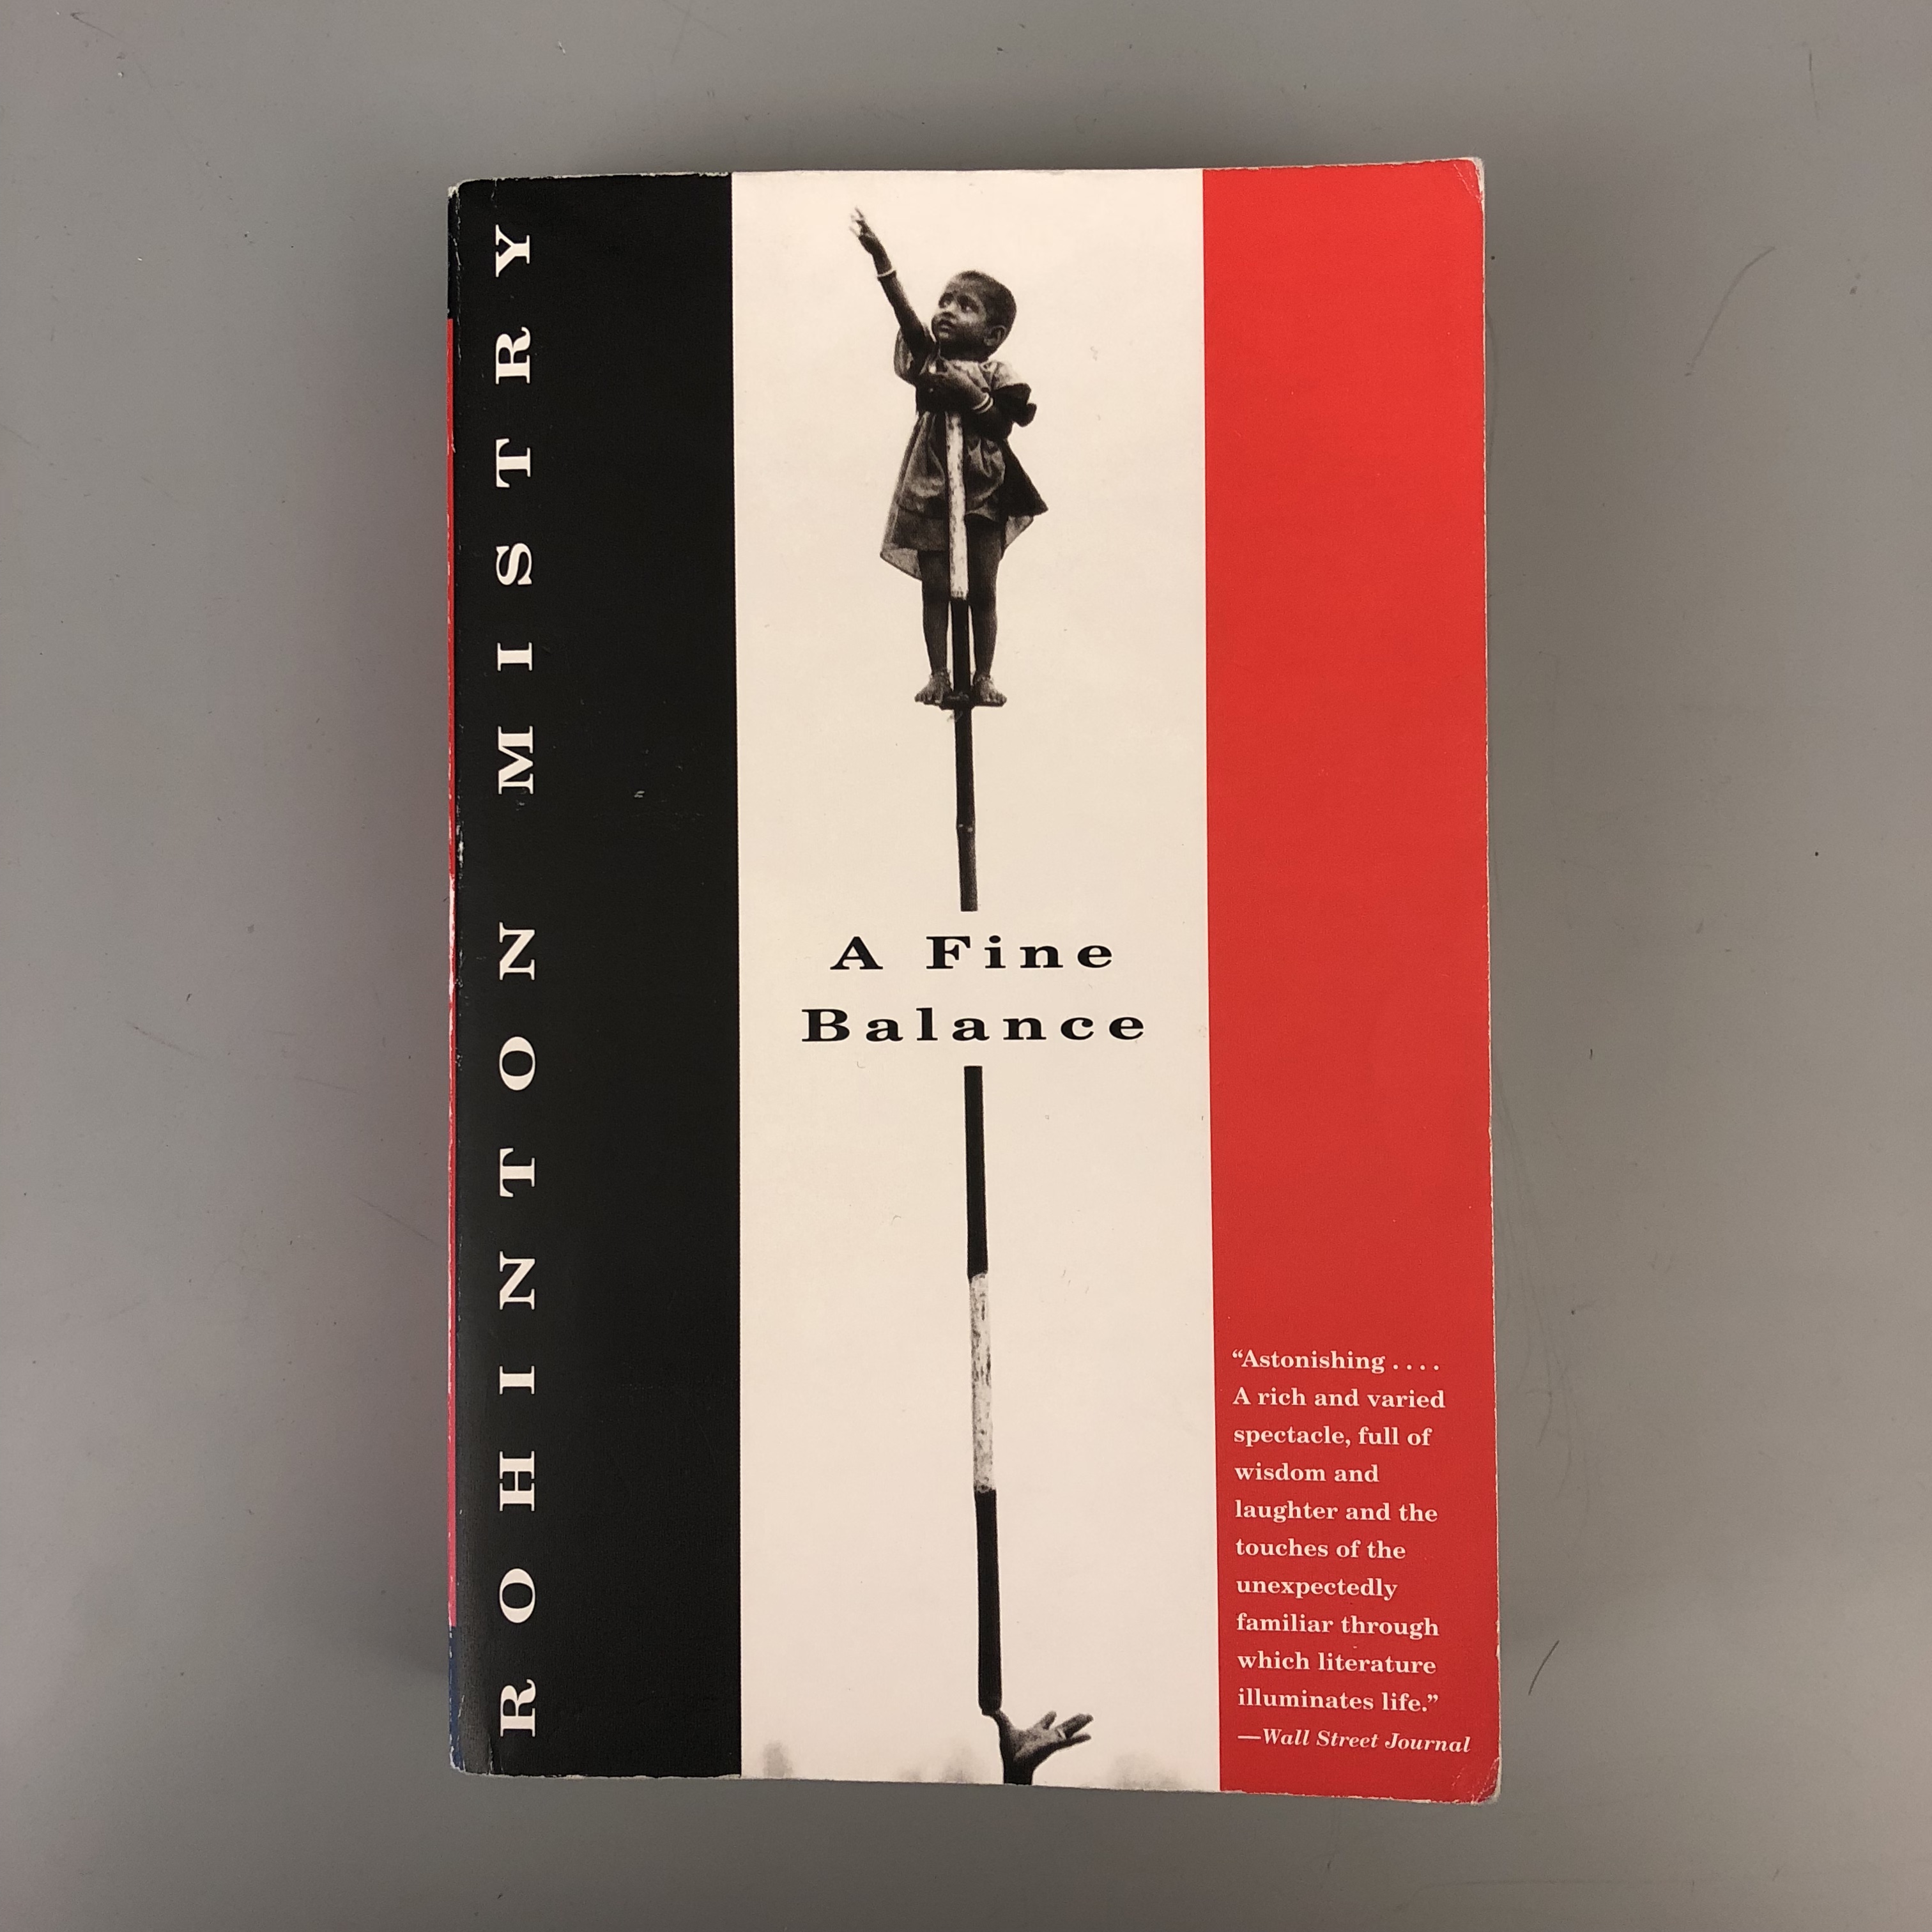 ROHINTON MISTRY
A Fine
Balance
“Astonishing . . . .
A rich and varied
spectacle, full of
wisdom and
laughter and the
touches of the
unexpectedly
familiar through
which literature
illuminates life.”
—Wall Street Journal